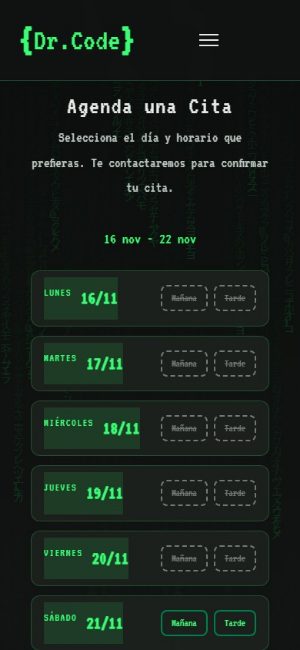 {Dr.Code}
Agenda una Cita
Selecciona el día y horario que
prefieras. Te contactaremos para confirmar
tu cita.
16 nov - 22 nov
LUNES 16/11 Mañana Tarde
MARTES 17/11 Mañana Tarde
MIÉRCOLES 18/11 Mañana Tarde
JUEVES 19/11 Mañana Tarde
VIERNES 20/11 Mañana Tarde
SÁBADO 21/11 Mañana Tarde